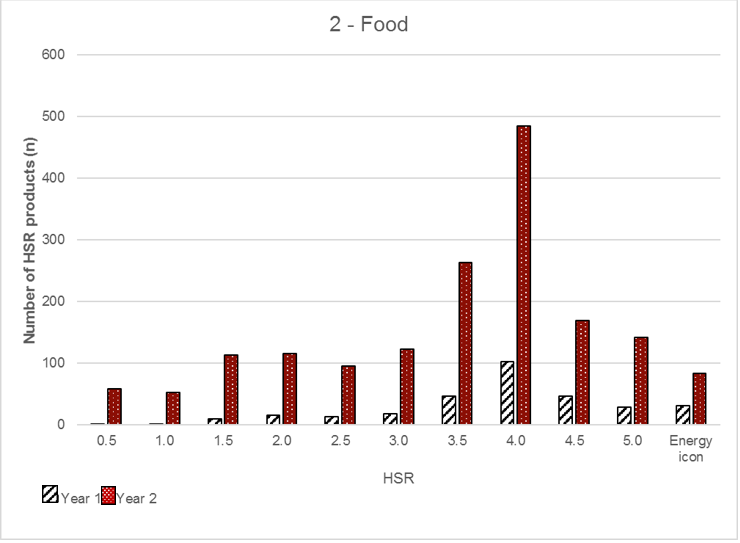 2 - Food
600
500
400
300
200
100
0
Number of HSR products (n)
0.5 1.0 1.5 2.0 2.5 3.0 3.5 4.0 4.5 5.0 Energy icon
HSR
Year 1 Year 2